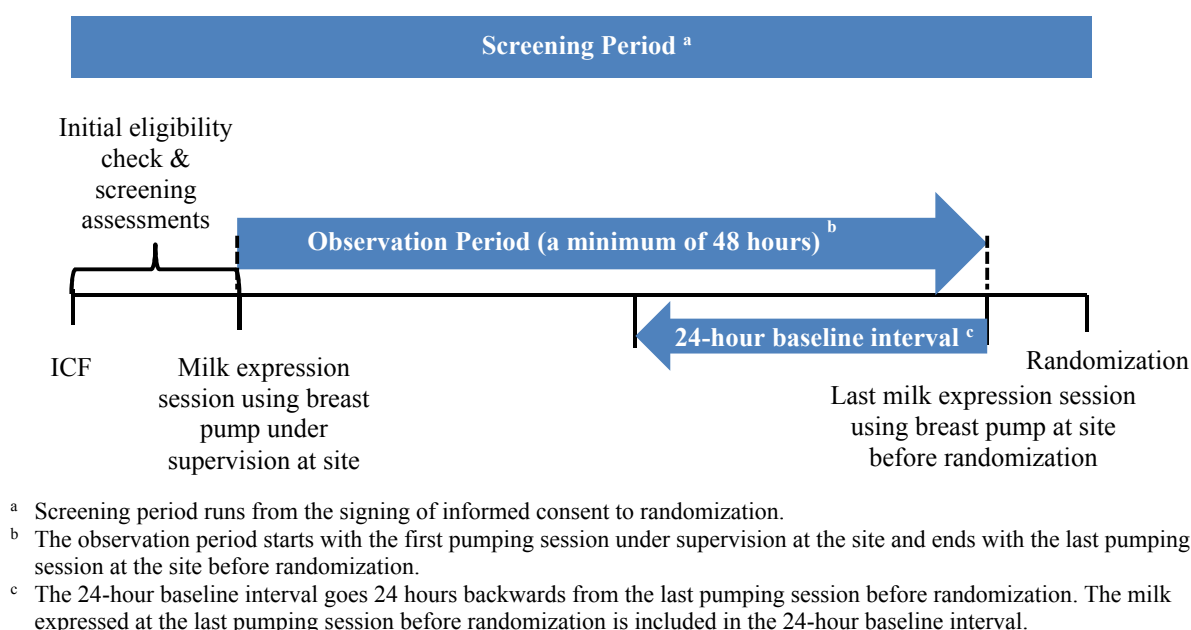 Screening Period a
Initial eligibility
check &
screening
assessments
Observation Period (a minimum of 48 hours) b
24-hour baseline interval c
ICF
Milk expression
session using breast
pump under
supervision at site
Randomization
Last milk expression session
using breast pump at site
before randomization
a Screening period runs from the signing of informed consent to randomization.
b The observation period starts with the first pumping session under supervision at the site and ends with the last pumping
session at the site before randomization.
c The 24-hour baseline interval goes 24 hours backwards from the last pumping session before randomization. The milk
expressed at the last pumping session before randomization is included in the 24-hour baseline interval.